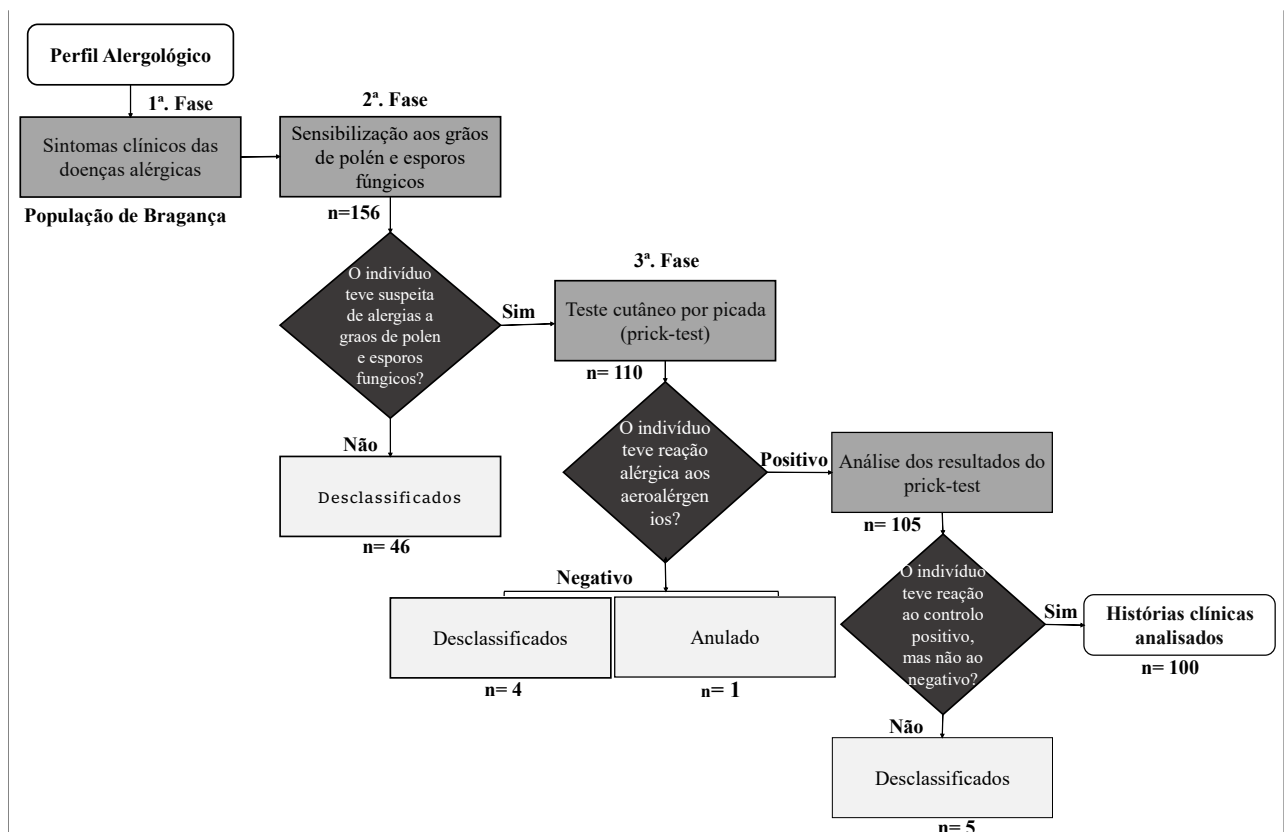 Perfil Alergológico
1ª. Fase
Sintomas clínicos das
doenças alérgicas
População de Bragança
2ª. Fase
Sensibilização aos grãos
de polén e esporos
fúngicos
n=156
O indivíduo
teve suspeita
de alergias a
graos de polen
e esporos
fungicos?
Sim
Não
Desclassificados
n= 46
3ª. Fase
Teste cutâneo por picada
(prick-test)
n= 110
O indivíduo
teve reação
alérgica aos
aeroalérgen
ios?
Positivo
Negativo
Desclassificados
n= 4
Anulado
n= 1
Análise dos resultados do
prick-test
n= 105
O indivíduo
teve reação
ao controlo
positivo,
mas não ao
negativo?
Sim
Histórias clínicas
analisados
n= 100
Não
Desclassificados
n= 5